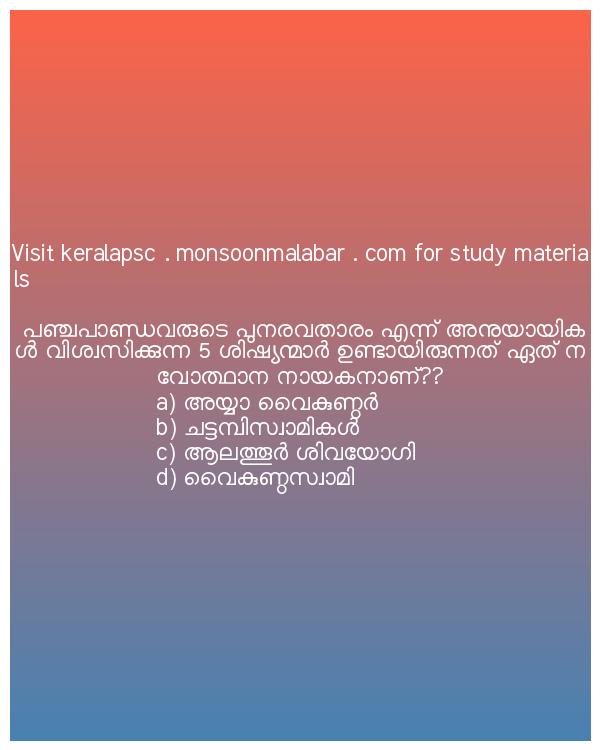 Visit keralapsc . monsoonmalabar . com for study materia
ls
പഞ്ചപാണ്ഡവരുടെ പുനരവതാരം എന്ന് അനുയായിക
ൾ വിശ്വസിക്കുന്ന 5 ശിഷ്യന്മാർ ഉണ്ടായിരുന്നത് ഏത് ന
വോത്ഥാന നായകനാണ്??
a) അയ്യാ വൈകുണ്ഠർ
b) ചട്ടമ്പിസ്വാമികൾ
c) ആലത്തൂർ ശിവയോഗി
d) വൈകുണ്ഠസ്വാമി